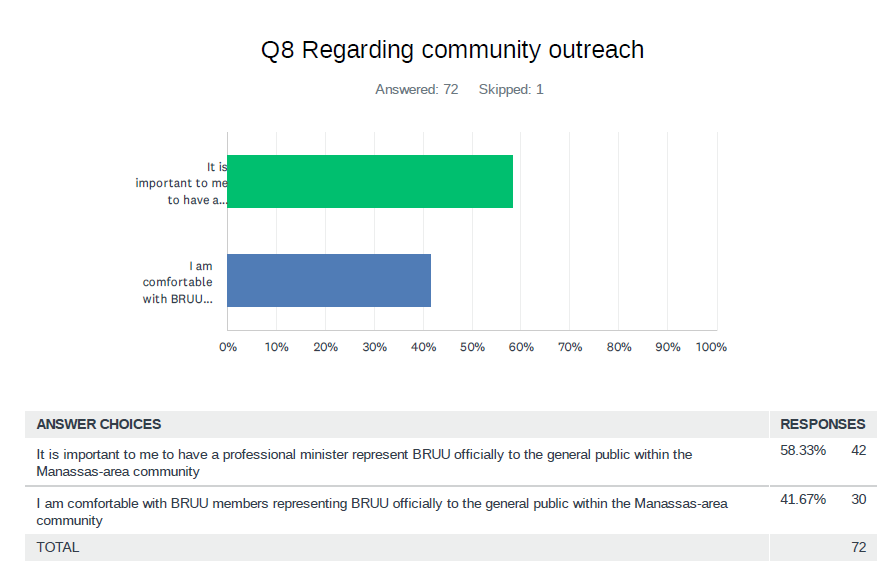 Q8 Regarding community outreach
Answered: 72 Skipped: 1
It is
important to me
to have a...
I am
comfortable
with BRUU...
0% 10% 20% 30% 40% 50% 60% 70% 80% 90% 100%
ANSWER CHOICES RESPONSES
It is important to me to have a professional minister represent BRUU officially to the general public within the 58.33% 42
Manassas-area community
I am comfortable with BRUU members representing BRUU officially to the general public within the Manassas-area 41.67% 30
community
TOTAL 72